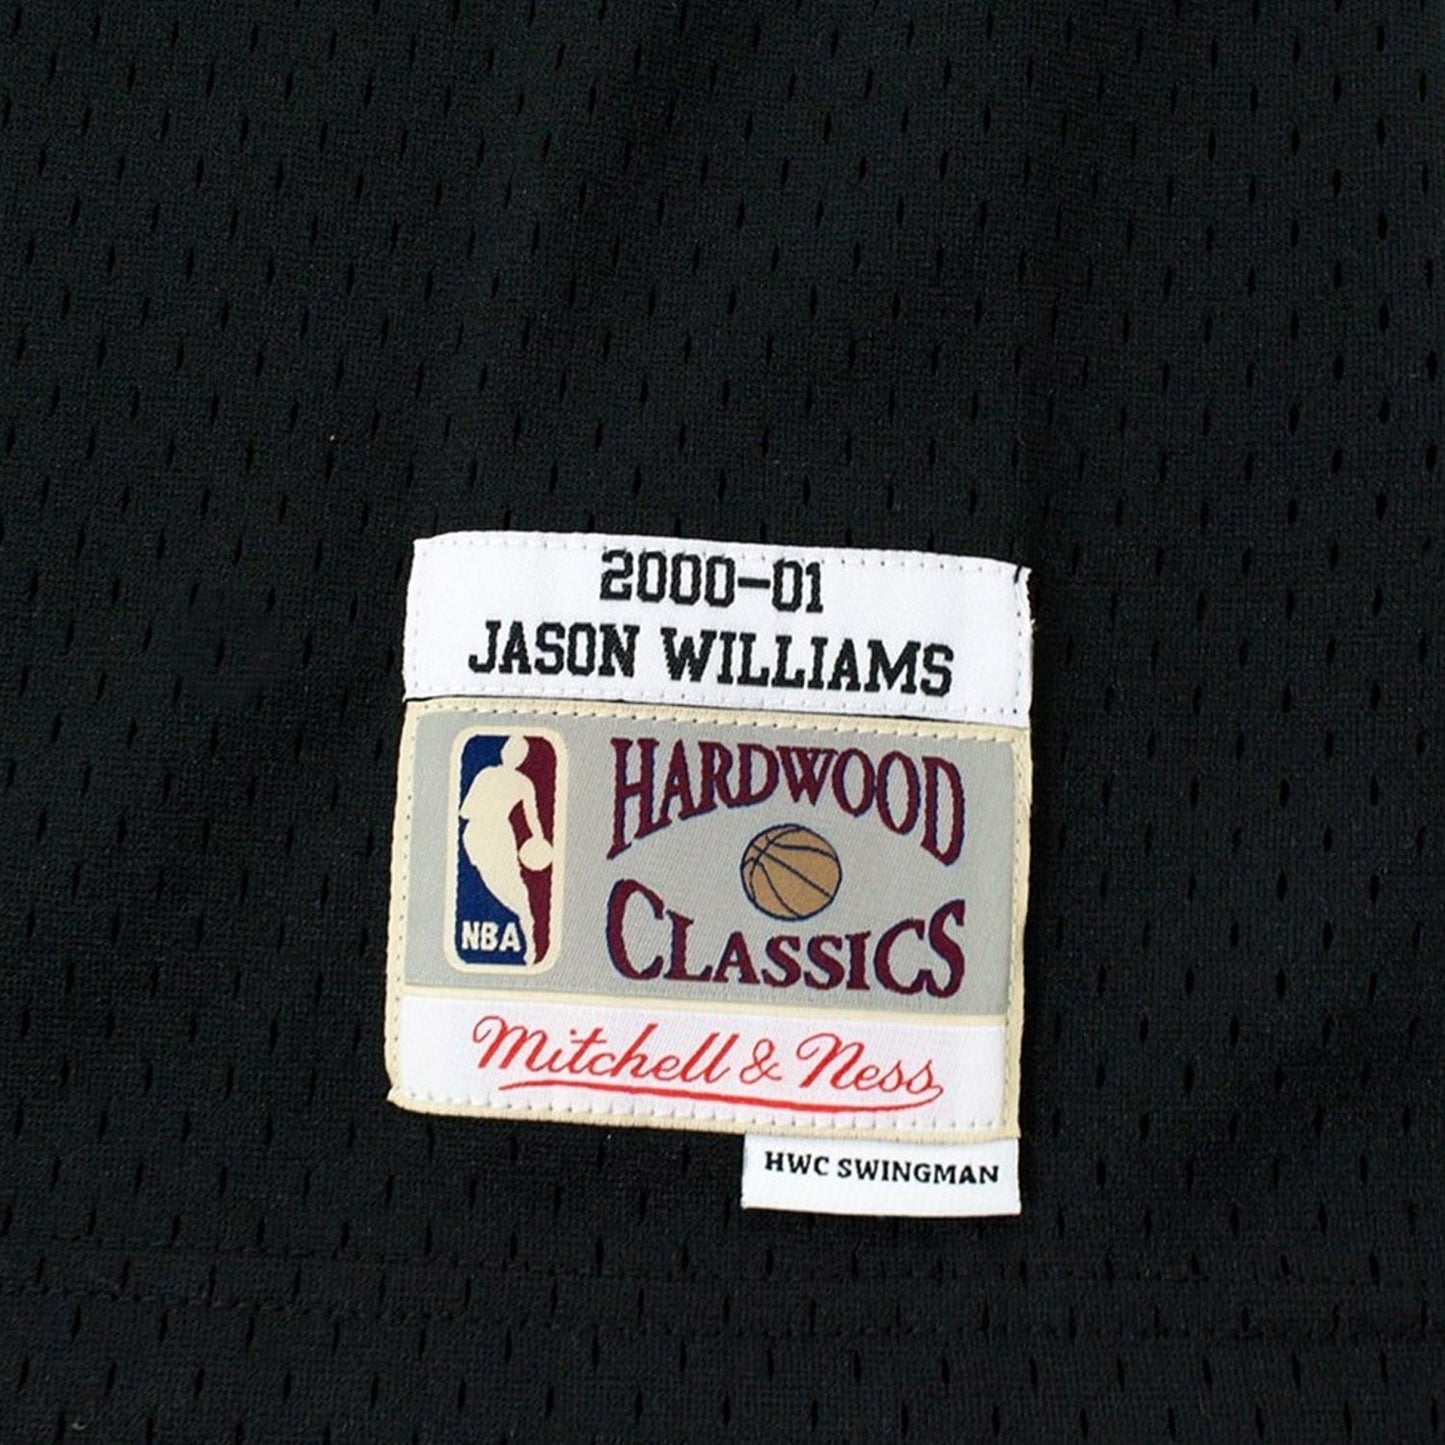 2000-01
JASON WILLIAMS
HARDWOOD
CLASSICS
NBA
Mitchell & Ness
HWC SWINGMAN